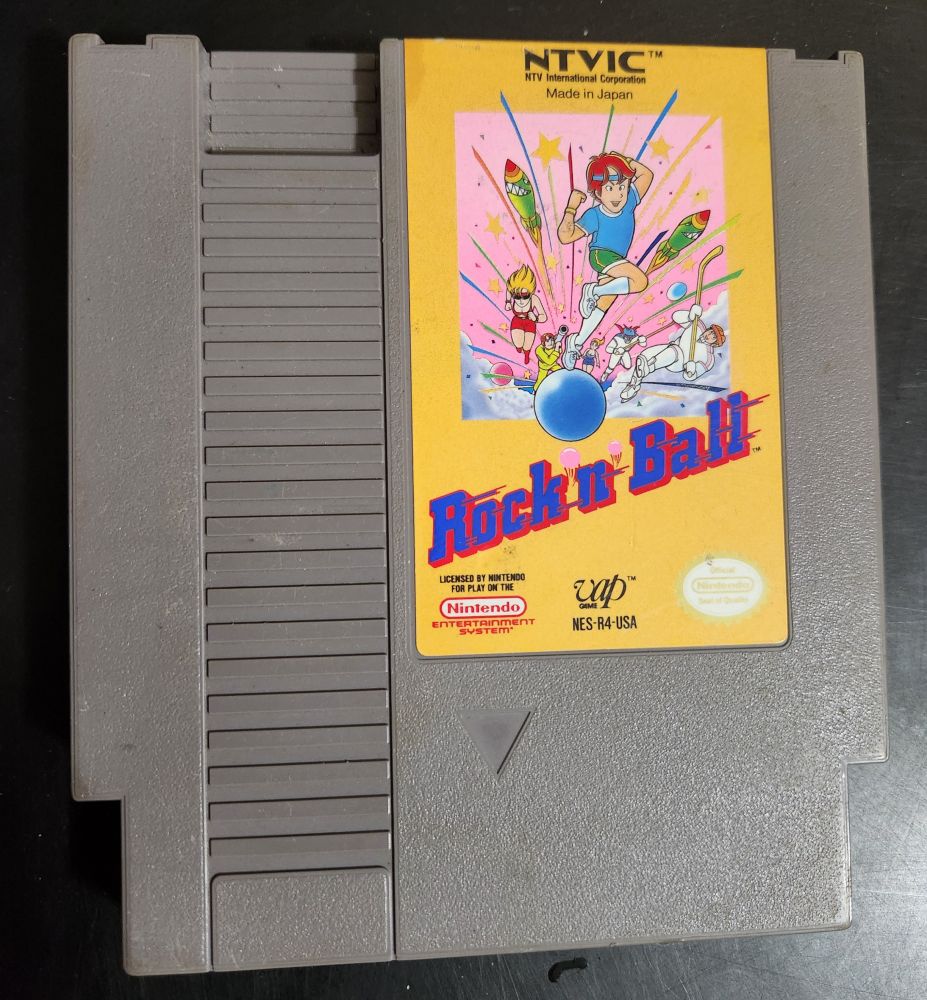 NTVIC™
NTV International Corporation
Made in Japan
Rock 'n' Ball™
LICENSED BY NINTENDO
FOR PLAY ON THE
Nintendo
ENTERTAINMENT
SYSTEM®
vap™
GAME
NES-R4-USA
Official
Nintendo
Seal of Quality